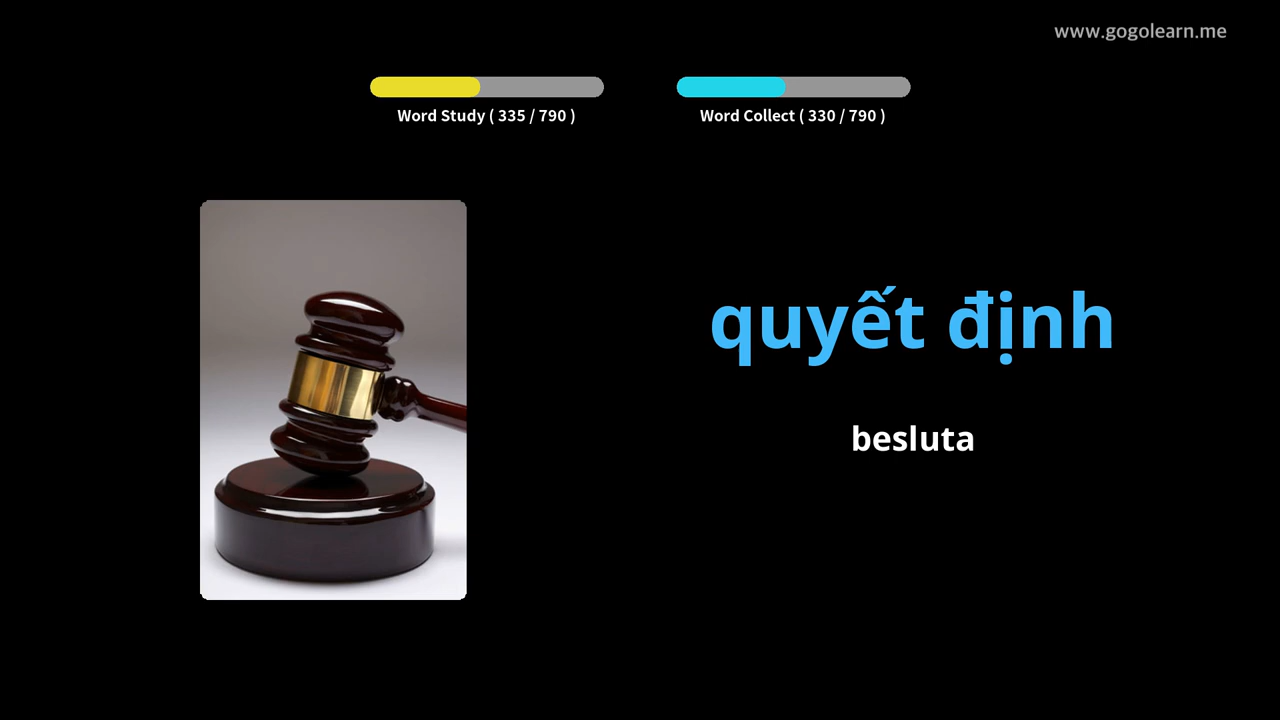 www.gogolearn.me
Word Study ( 335 / 790 )
Word Collect ( 330 / 790 )
quyết định
besluta